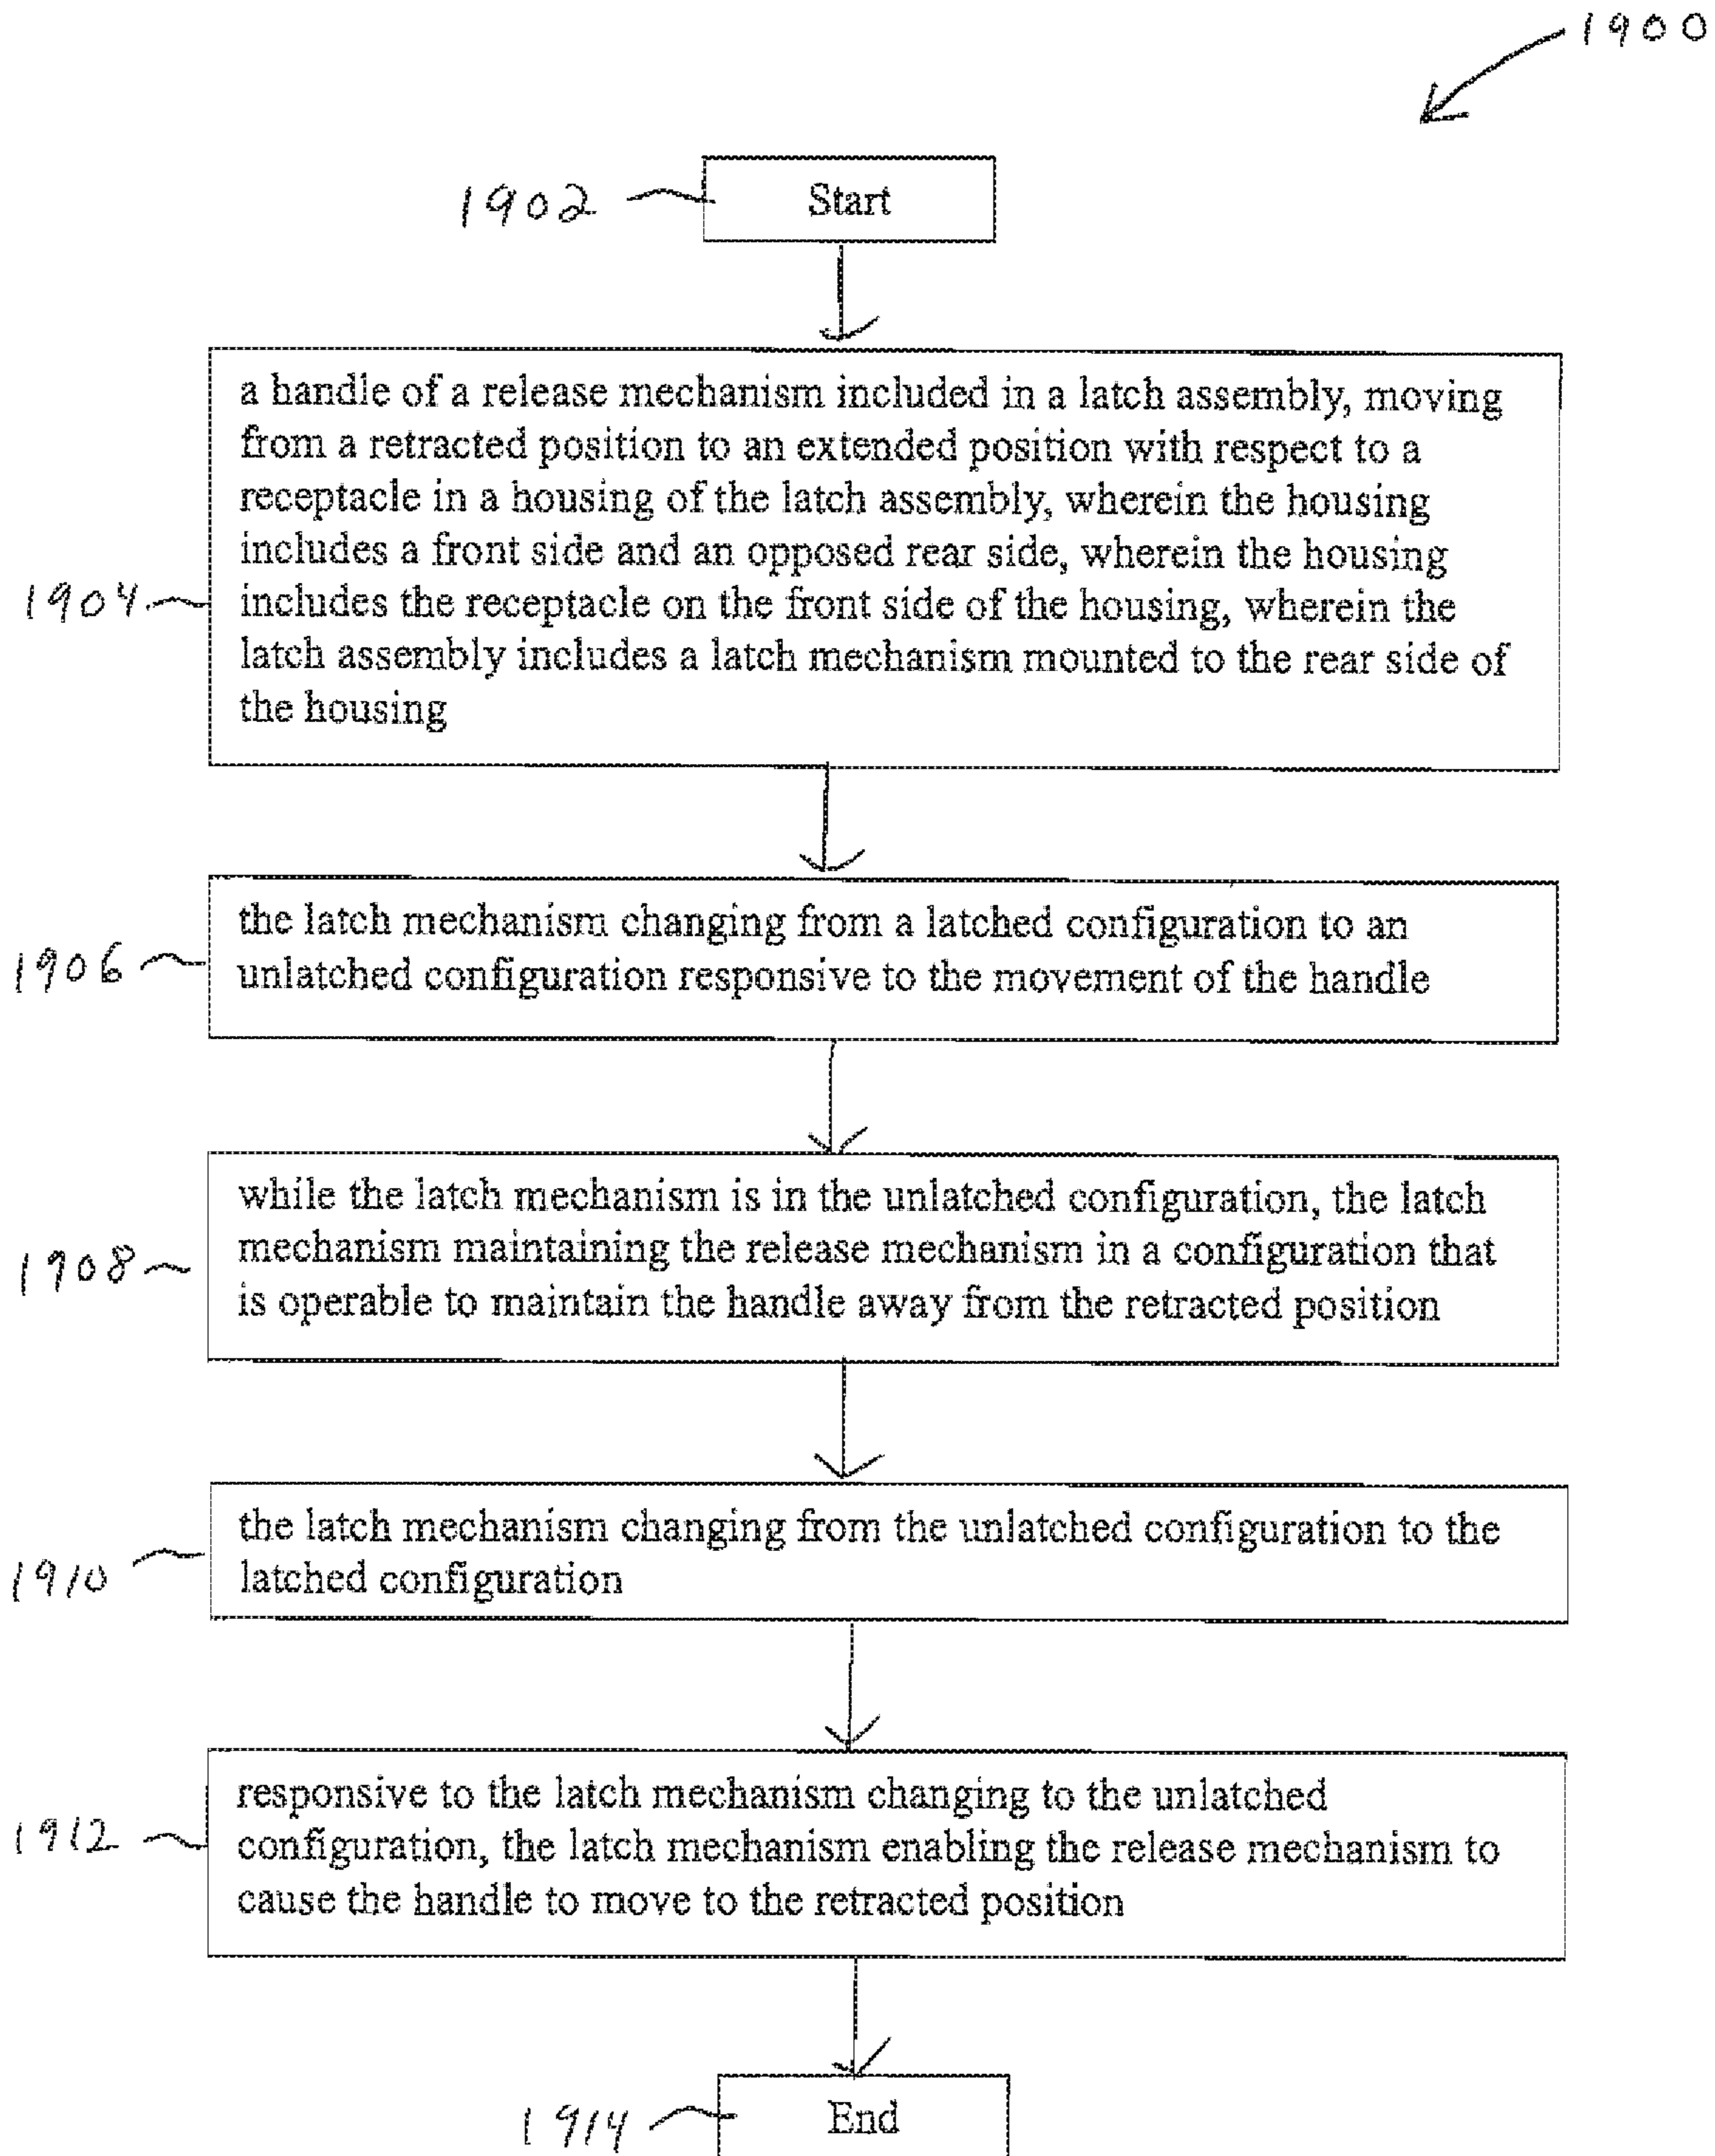 1900
1902
Start
1904
a handle of a release mechanism included in a latch assembly, moving
from a retracted position to an extended position with respect to a
receptacle in a housing of the latch assembly, wherein the housing
includes a front side and an opposed rear side, wherein the housing
includes the receptacle on the front side of the housing, wherein the
latch assembly includes a latch mechanism mounted to the rear side of
the housing
1906
the latch mechanism changing from a latched configuration to an
unlatched configuration responsive to the movement of the handle
1908
while the latch mechanism is in the unlatched configuration, the latch
mechanism maintaining the release mechanism in a configuration that
is operable to maintain the handle away from the retracted position
1910
the latch mechanism changing from the unlatched configuration to the
latched configuration
1912
responsive to the latch mechanism changing to the unlatched
configuration, the latch mechanism enabling the release mechanism to
cause the handle to move to the retracted position
1914
End